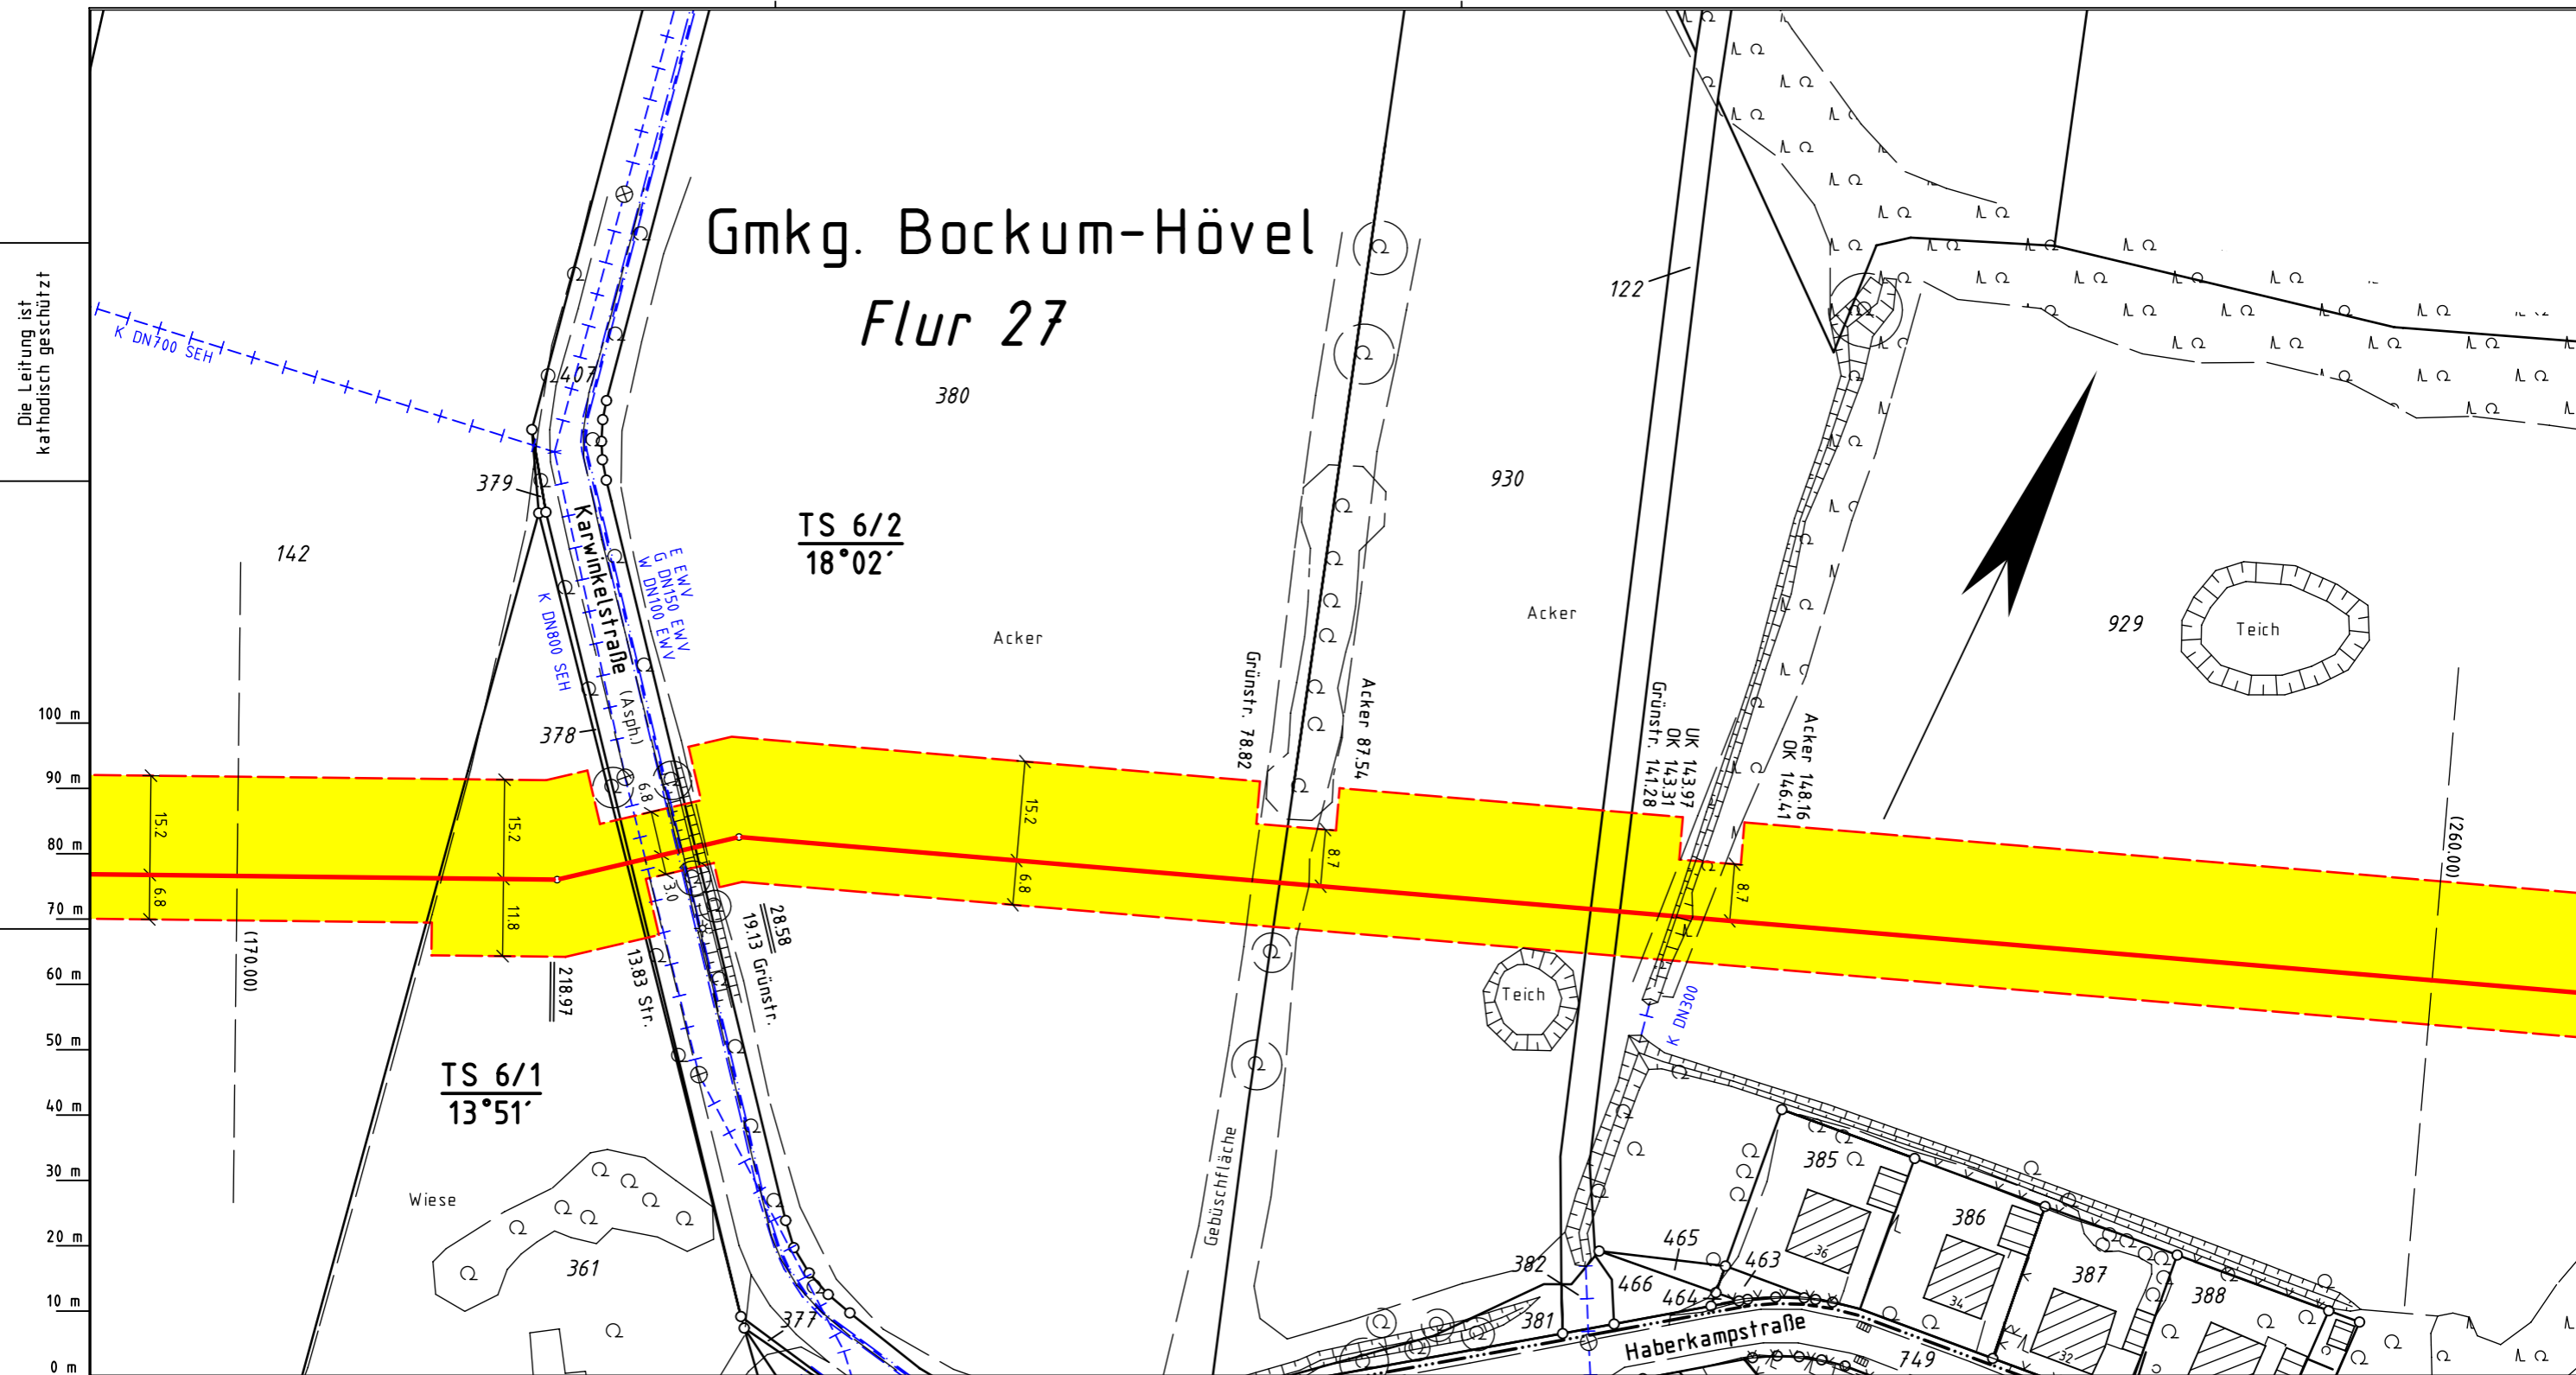 Die Leitung ist
kathodisch geschützt
Gmkg. Bockum-Hövel
Flur 27
K DN700 SEH
407
380
122
379
930
142
TS 6/2
18°02´
Karwinkelstraße
(Asph.)
E EWV
G DN150 EWV
W DN100 EWV
K DN800 SEH
Acker
Acker
929
Teich
378
Grünstr. 78.82
Acker 87.54
UK 143.97
OK 143.31
Grünstr. 141.28
Acker 148.16
OK 146.41
100 m
90 m
80 m
70 m
60 m
50 m
40 m
30 m
20 m
10 m
0 m
15.2
6.8
15.2
11.8
6.8
3.0
15.2
6.8
8.7
8.7
(170.00)
(260.00)
218.97
13.83 Str.
28.58
19.13 Grünstr.
Teich
K DN300
TS 6/1
13°51´
Wiese
361
377
Gebüschfläche
382
381
465
466
464
463
385
36
386
34
387
32
388
Haberkampstraße
749